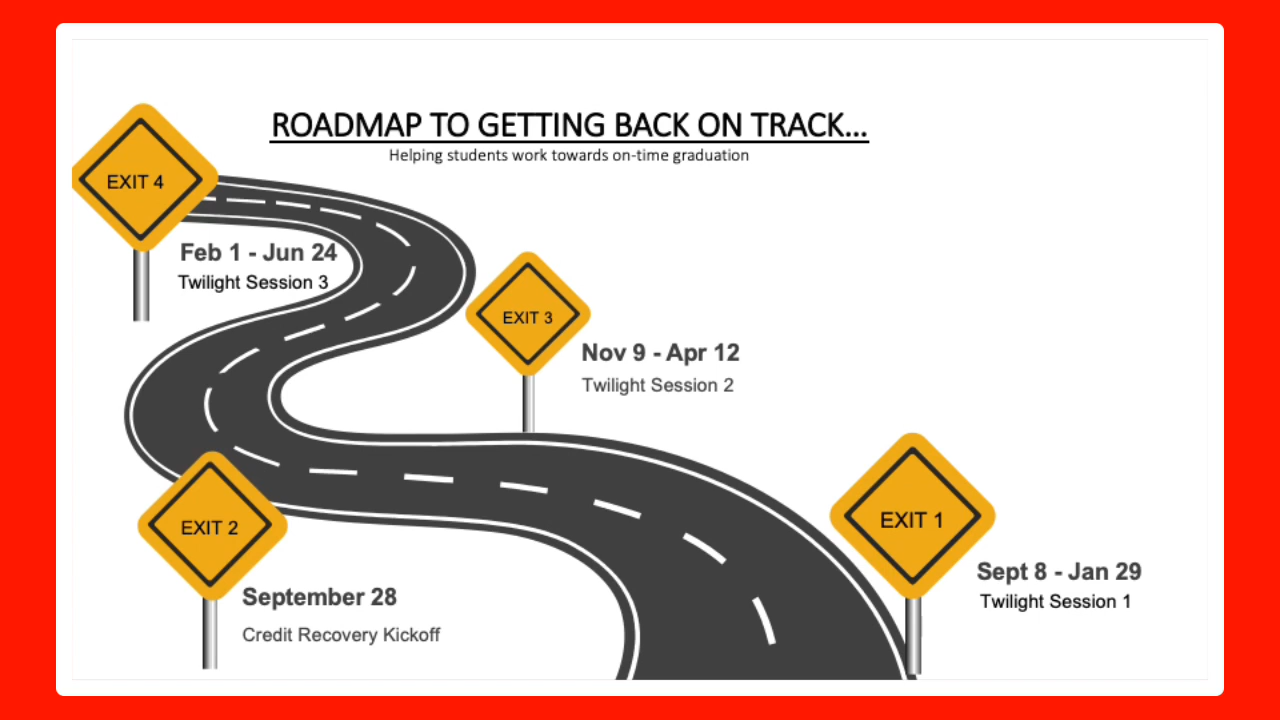 ROADMAP TO GETTING BACK ON TRACK...
Helping students work towards on-time graduation
EXIT 4
Feb 1 - Jun 24
Twilight Session 3
EXIT 3
Nov 9 - Apr 12
Twilight Session 2
EXIT 2
September 28
Credit Recovery Kickoff
EXIT 1
Sept 8 - Jan 29
Twilight Session 1